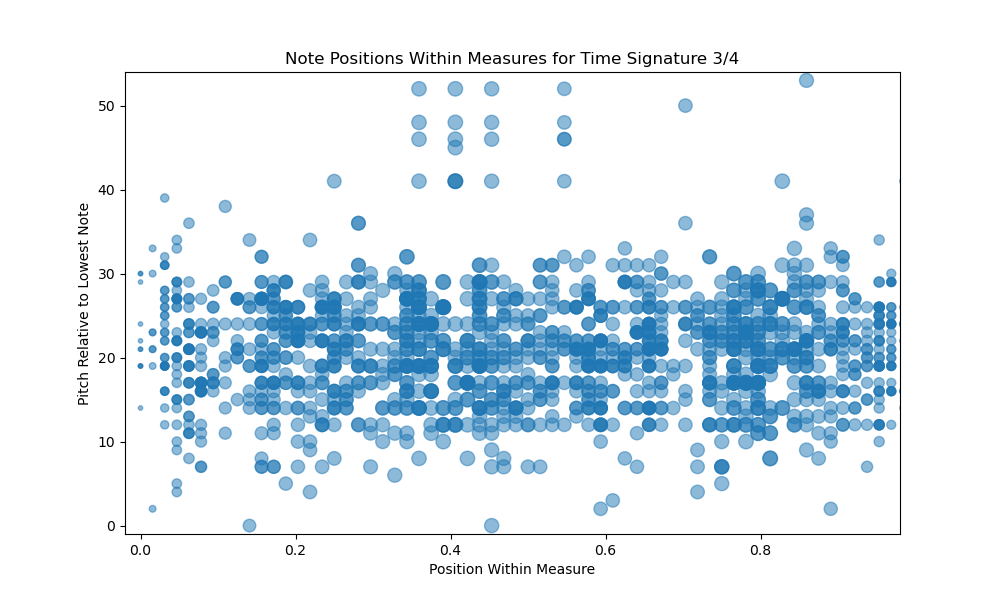 Note Positions Within Measures for Time Signature 3/4
50
40
30
20
10
0
Pitch Relative to Lowest Note
0.0 0.2 0.4 0.6 0.8
Position Within Measure